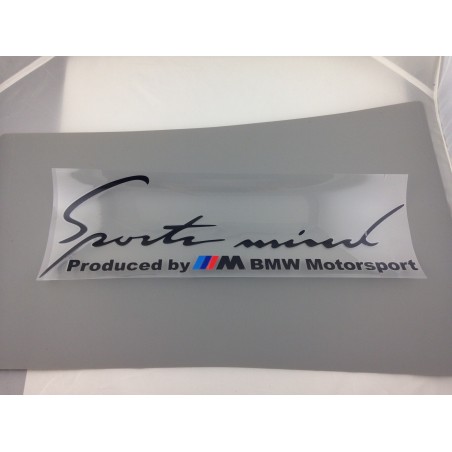 Sports mind
Produced by M BMW Motorsport